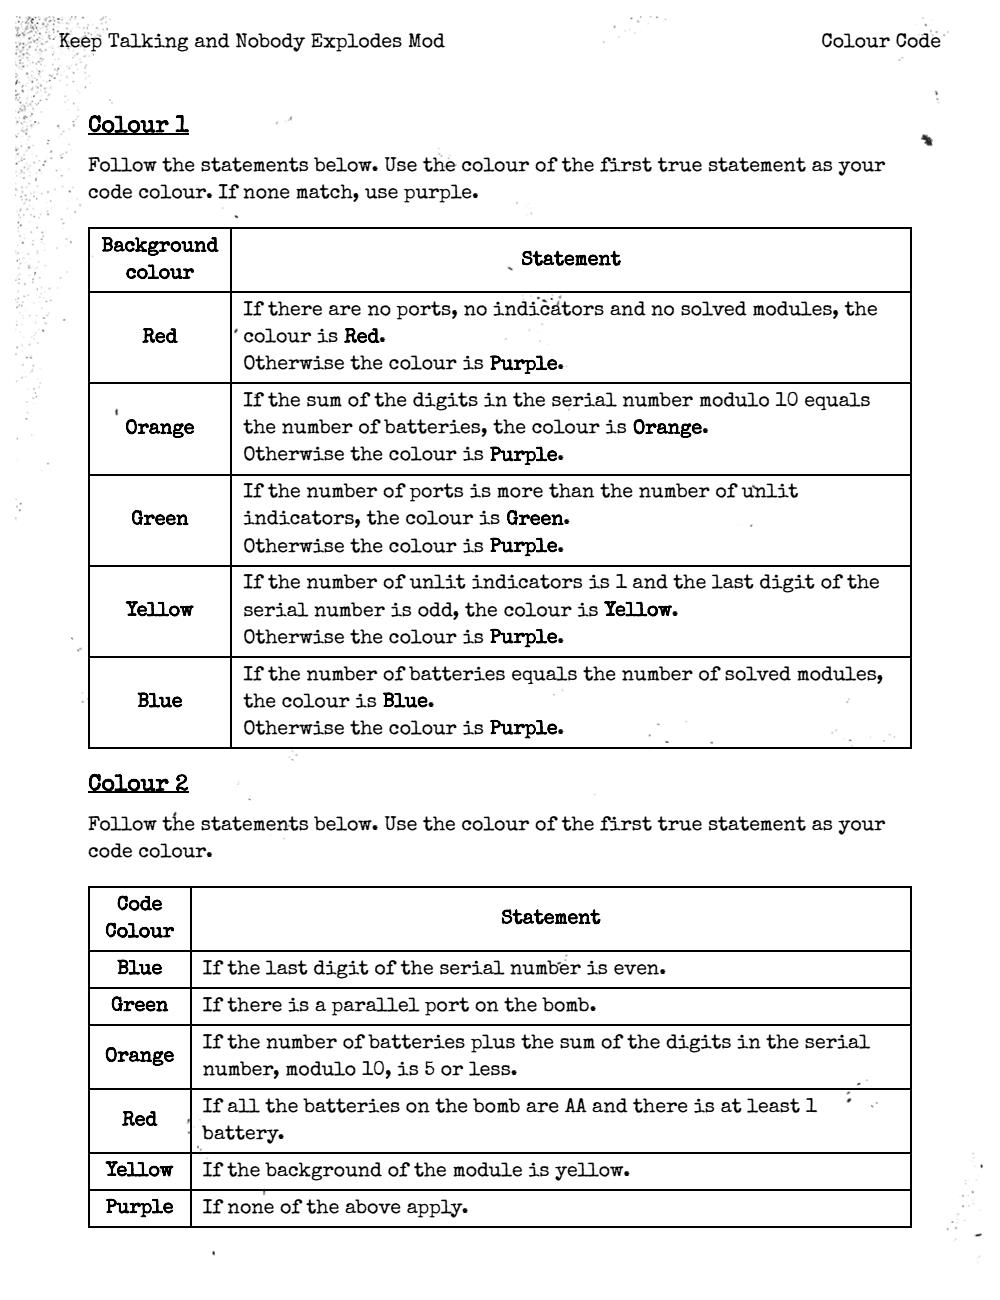 Keep Talking and Nobody Explodes Mod
Colour Code
Colour 1
Follow the statements below. Use the colour of the first true statement as your
code colour. If none match, use purple.
Background
colour
Statement
Red
If there are no ports, no indicators and no solved modules, the
colour is Red.
Otherwise the colour is Purple.
Orange
If the sum of the digits in the serial number modulo 10 equals
the number of batteries, the colour is Orange.
Otherwise the colour is Purple.
Green
If the number of ports is more than the number of unlit
indicators, the colour is Green.
Otherwise the colour is Purple.
Yellow
If the number of unlit indicators is 1 and the last digit of the
serial number is odd, the colour is Yellow.
Otherwise the colour is Purple.
Blue
If the number of batteries equals the number of solved modules,
the colour is Blue.
Otherwise the colour is Purple.
Colour 2
Follow the statements below. Use the colour of the first true statement as your
code colour.
Code
Colour
Statement
Blue
If the last digit of the serial number is even.
Green
If there is a parallel port on the bomb.
Orange
If the number of batteries plus the sum of the digits in the serial
number, modulo 10, is 5 or less.
Red
If all the batteries on the bomb are AA and there is at least 1
battery.
Yellow
If the background of the module is yellow.
Purple
If none of the above apply.